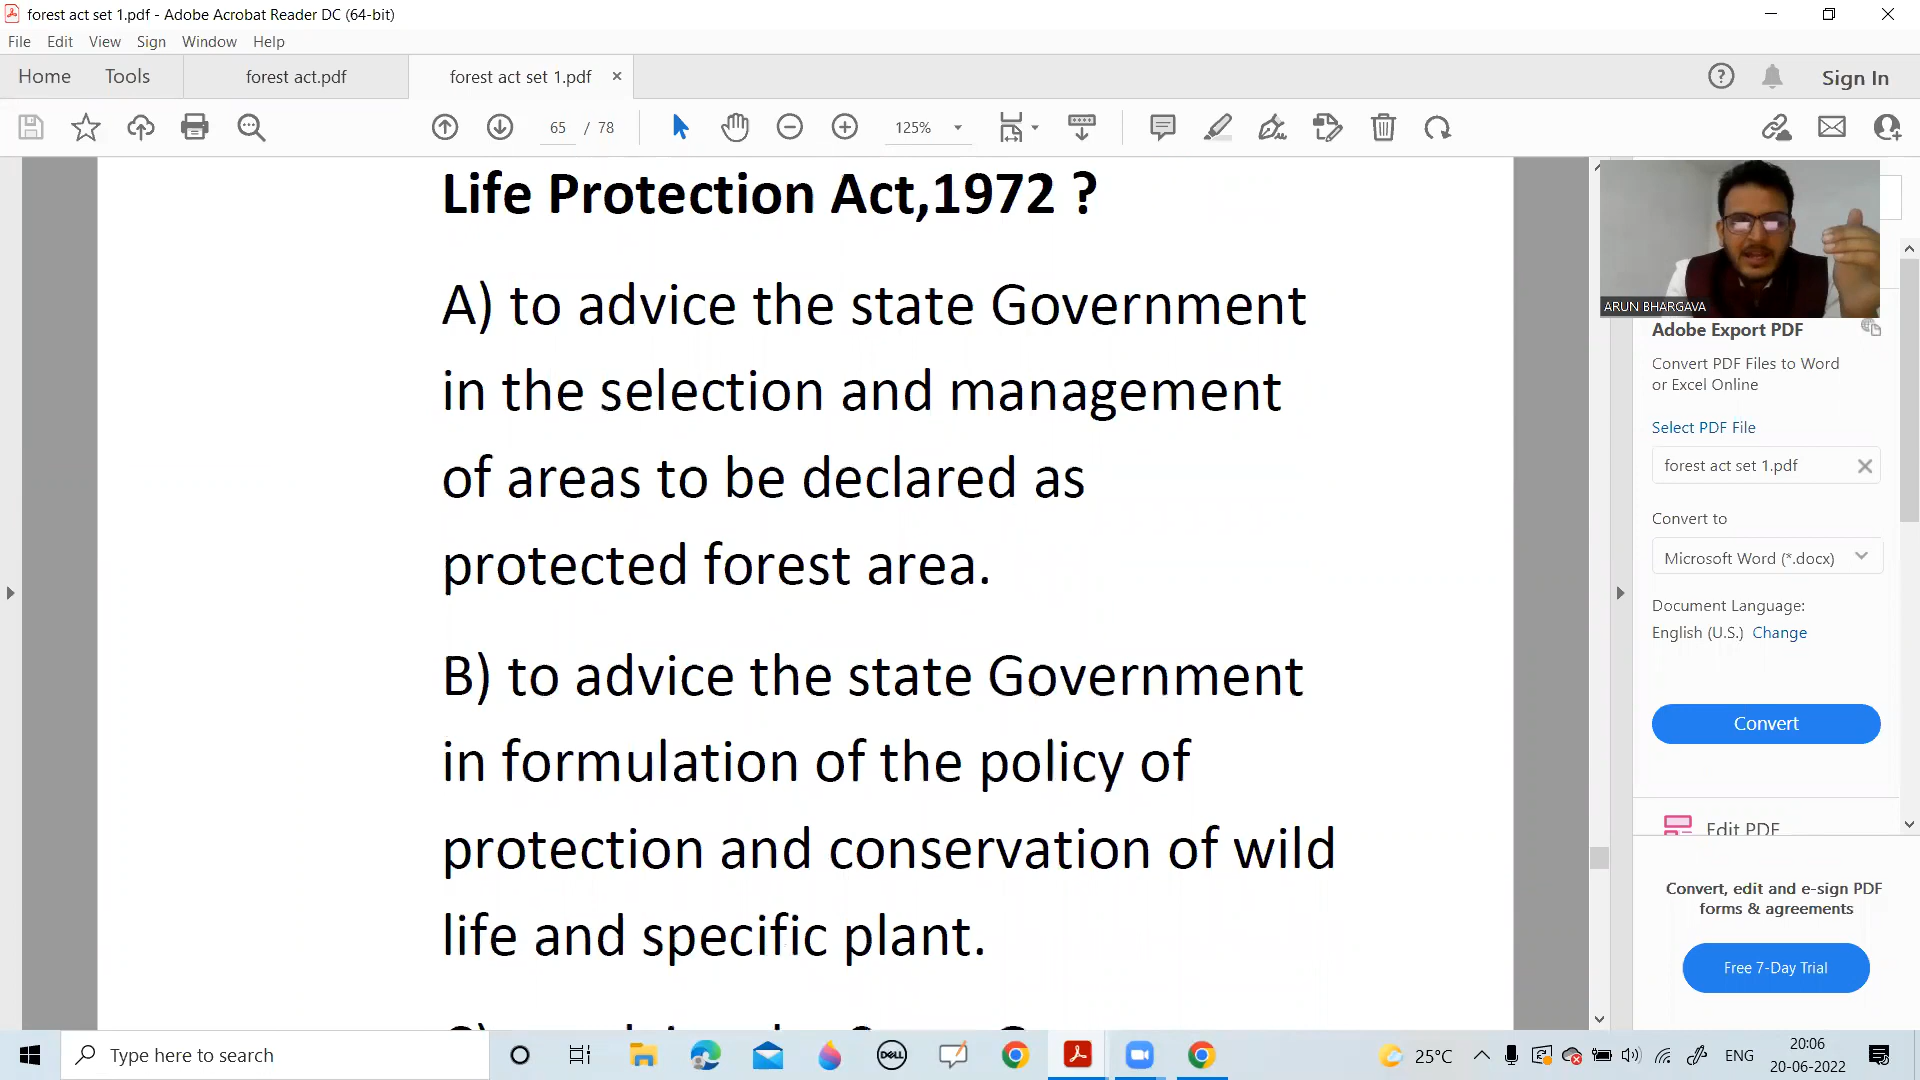 forest act set 1.pdf - Adobe Acrobat Reader DC (64-bit)
File Edit View Sign Window Help
Home Tools forest act.pdf forest act set 1.pdf × Sign In
65 / 78 125%
Life Protection Act,1972 ?
A) to advice the state Government
in the selection and management
of areas to be declared as
protected forest area.
B) to advice the state Government
in formulation of the policy of
protection and conservation of wild
life and specific plant.
ARUN BHARGAVA
Adobe Export PDF
Convert PDF Files to Word
or Excel Online
Select PDF File
forest act set 1.pdf
Convert to
Microsoft Word (*.docx)
Document Language:
English (U.S.) Change
Convert
Edit PDF
Convert, edit and e-sign PDF
forms & agreements
Free 7-Day Trial
Type here to search
DELL
25°C
ENG
20:06
20-06-2022